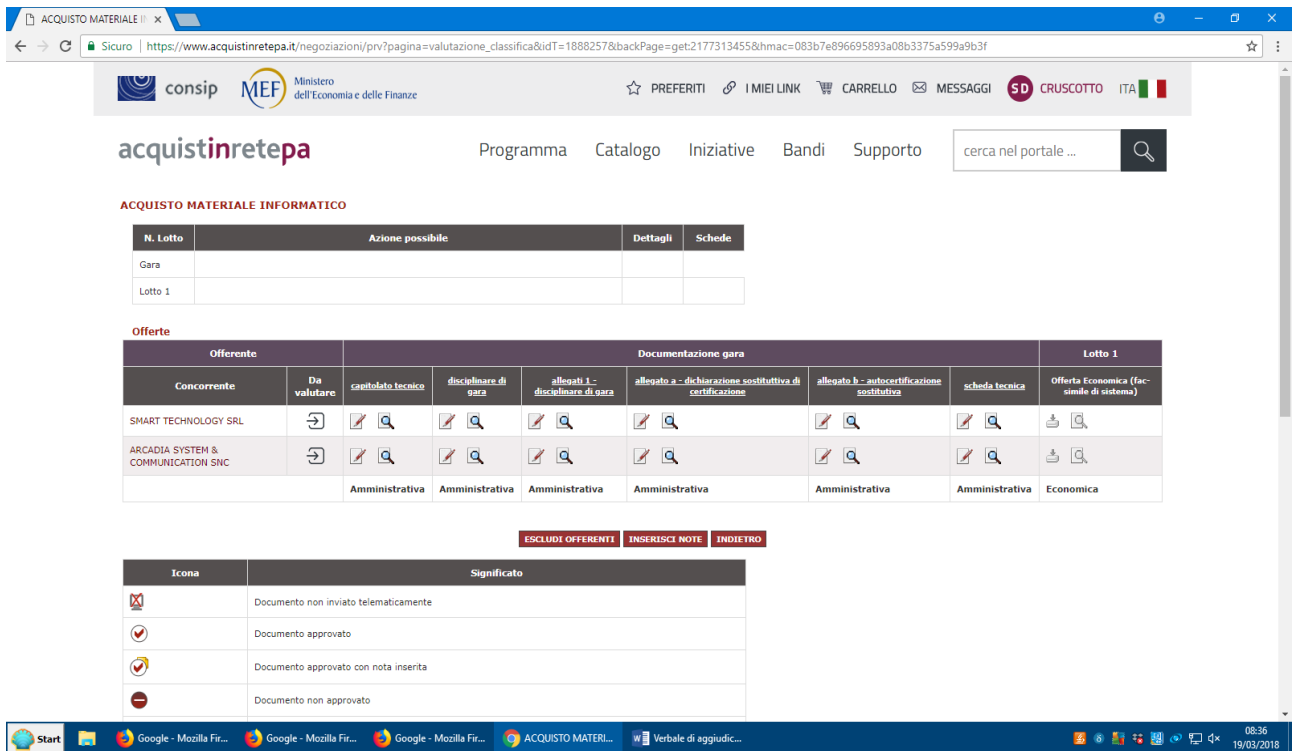 ACQUISTO MATERIALE I
Sicuro | https://www.acquistinretepa.it/negoziazioni/prv?pagina=valutazione_classifica&idT=1888257&backPage=get:2177313455&hmac=083b7e896695893a08b3375a599a9b3f
consip
MEF
Ministero
dell'Economia e delle Finanze
PREFERITI I MIEI LINK CARRELLO MESSAGGI SD CRUSCOTTO ITA
acquistinretepa
Programma Catalogo Iniziative Bandi Supporto
cerca nel portale ...
ACQUISTO MATERIALE INFORMATICO
N. Lotto Azione possibile Dettagli Schede
Gara
Lotto 1
Offerte
Offerente Documentazione gara Lotto 1
Concorrente
Da
valutare
capitolato tecnico
disciplinare di
gara
allegati 1 -
disciplinare di gara
allegato a - dichiarazione sostituttiva di
certificazione
allegato b - autocertificazione
sostitutiva
scheda tecnica
Offerta Economica (fac-
simile di sistema)
SMART TECHNOLOGY SRL
ARCADIA SYSTEM &
COMMUNICATION SNC
Amministrativa Amministrativa Amministrativa Amministrativa Amministrativa Amministrativa Economica
ESCLUDI OFFERENTI INSERISCI NOTE INDIETRO
Icona Significato
Documento non inviato telematicamente
Documento approvato
Documento approvato con nota inserita
Documento non approvato
Start Google - Mozilla Fir... Google - Mozilla Fir... Google - Mozilla Fir... ACQUISTO MATERI... Verbale di aggiudic...
08:36
19/03/2018